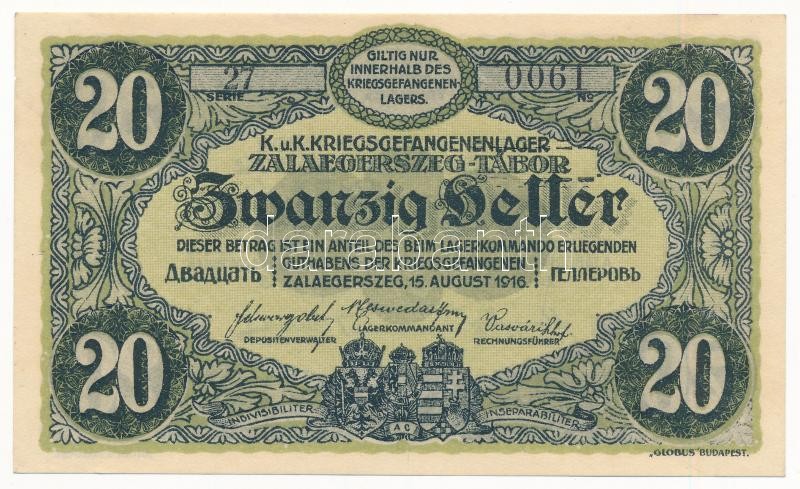 20
20
GILTIG NUR
INNERHALB DES
KRIEGSGEFANGENEN-
LAGERS.
27
SERIE
0061
No
K.u.K. KRIEGSGEFANGENENLAGER
ZALAEGERSZEG-TÁBOR
Zwanzig Heller
DIESER BETRAG IST EIN ANTEIL DES BEIM LAGERKOMMANDO ERLIEGENDEN
GUTHABENS DER KRIEGSGEFANGENEN
Двадцать
ZALAEGERSZEG, 15. AUGUST 1916.
Геллеровъ
darabanth
DEPOSITENVERWALTER
LAGERKOMMANDANT
RECHNUNGSFÜHRER
20
20
INDIVISIBILITER
AC
INSEPARABILITER
„GLOBUS" BUDAPEST.